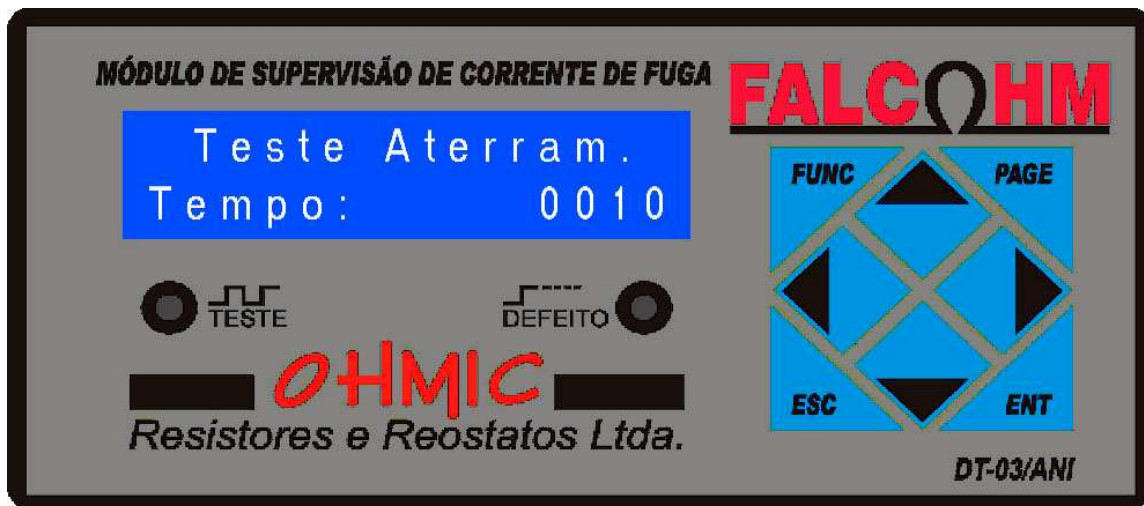 MÓDULO DE SUPERVISÃO DE CORRENTE DE FUGA
FALCΩHM
Teste Aterram.
Tempo: 0010
FUNC
PAGE
TESTE
DEFEITO
OHMIC
Resistores e Reostatos Ltda.
ESC
ENT
DT-03/ANI